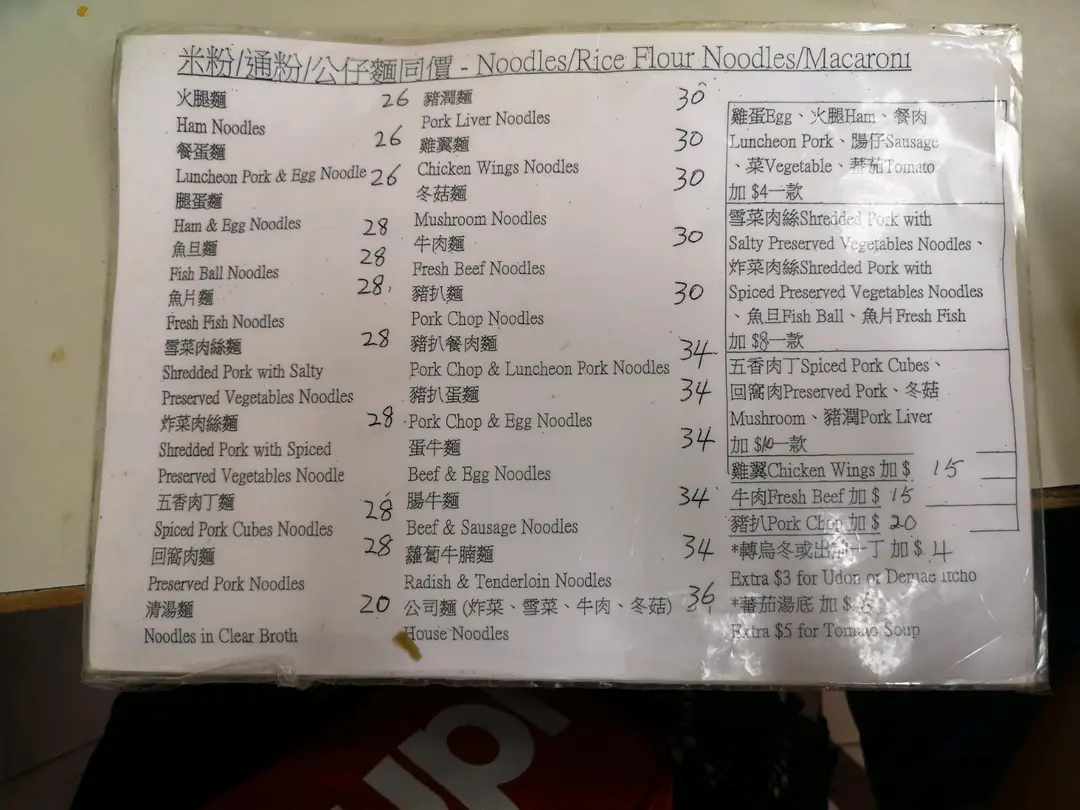 米粉/通粉/公仔麵同價 - Noodles/Rice Flour Noodles/Macaroni
火腿麵 26
Ham Noodles
餐蛋麵 26
Luncheon Pork & Egg Noodle 26
腿蛋麵
Ham & Egg Noodles 28
魚旦麵 28
Fish Ball Noodles
魚片麵 28
Fresh Fish Noodles
雪菜肉絲麵 28
Shredded Pork with Salty
Preserved Vegetables Noodles
炸菜肉絲麵 28
Shredded Pork with Spiced
Preserved Vegetables Noodle
五香肉丁麵 28
Spiced Pork Cubes Noodles
回窩肉麵 28
Preserved Pork Noodles
清湯麵 20
Noodles in Clear Broth
豬潤麵 30
Pork Liver Noodles
雞翼麵 30
Chicken Wings Noodles
冬菇麵 30
Mushroom Noodles
牛肉麵 30
Fresh Beef Noodles
豬扒麵 30
Pork Chop Noodles
豬扒餐肉麵 34
Pork Chop & Luncheon Pork Noodles
豬扒蛋麵 34
Pork Chop & Egg Noodles
蛋牛麵 34
Beef & Egg Noodles
腸牛麵 34
Beef & Sausage Noodles
蘿蔔牛腩麵 34
Radish & Tenderloin Noodles
公司麵 (炸菜、雪菜、牛肉、冬菇) 36
House Noodles
雞蛋Egg、火腿Ham、餐肉
Luncheon Pork、腸仔Sausage
、菜Vegetable、蕃茄Tomato
加 $4一款
雪菜肉絲Shredded Pork with
Salty Preserved Vegetables Noodles、
炸菜肉絲Shredded Pork with
Spiced Preserved Vegetables Noodles
、魚旦Fish Ball、魚片Fresh Fish
加 $8一款
五香肉丁Spiced Pork Cubes、
回窩肉Preserved Pork、冬菇
Mushroom、豬潤Pork Liver
加 $10一款
雞翼Chicken Wings 加 $ 15
牛肉Fresh Beef 加 $ 15
豬扒Pork Chop 加 $ 20
*轉烏冬或出前一丁 加 $ 4
Extra $3 for Udon or Demae Itcho
*蕃茄湯底 加 $
Extra $5 for Tomato Soup